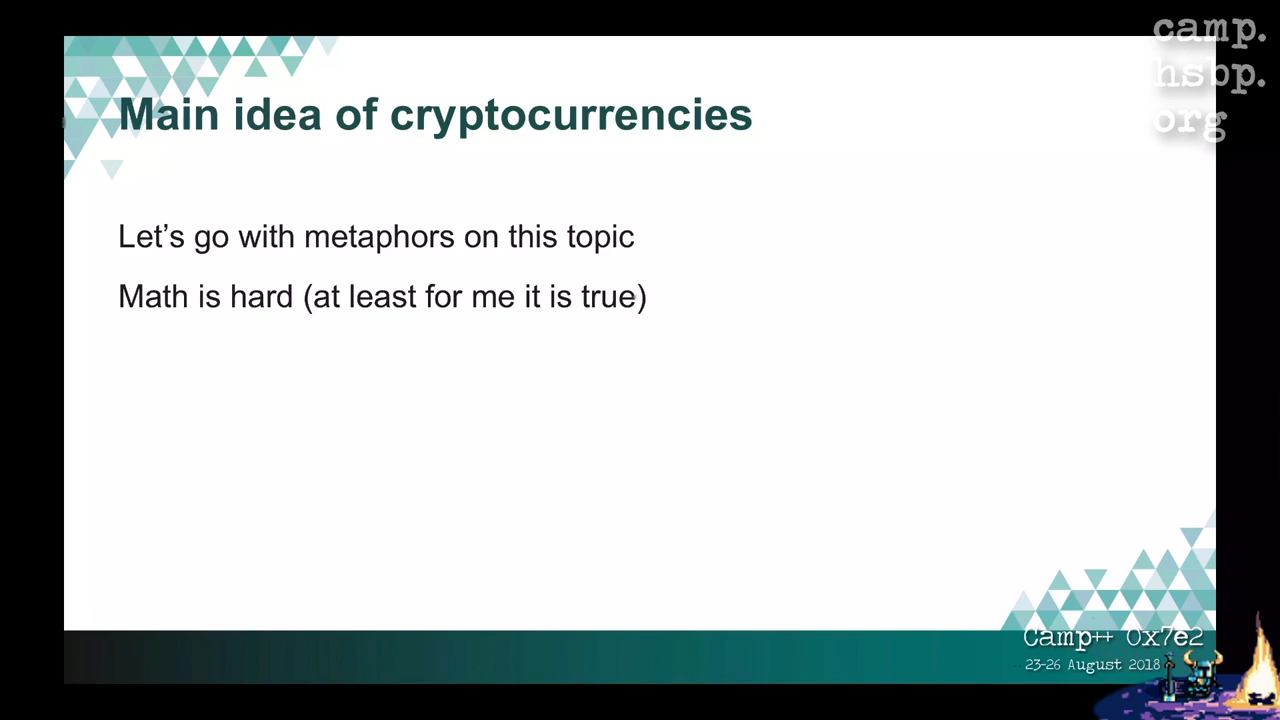 camp.
hsbp.
org
Main idea of cryptocurrencies
Let’s go with metaphors on this topic
Math is hard (at least for me it is true)
Camp++ 0x7e2
23-26 August 2018